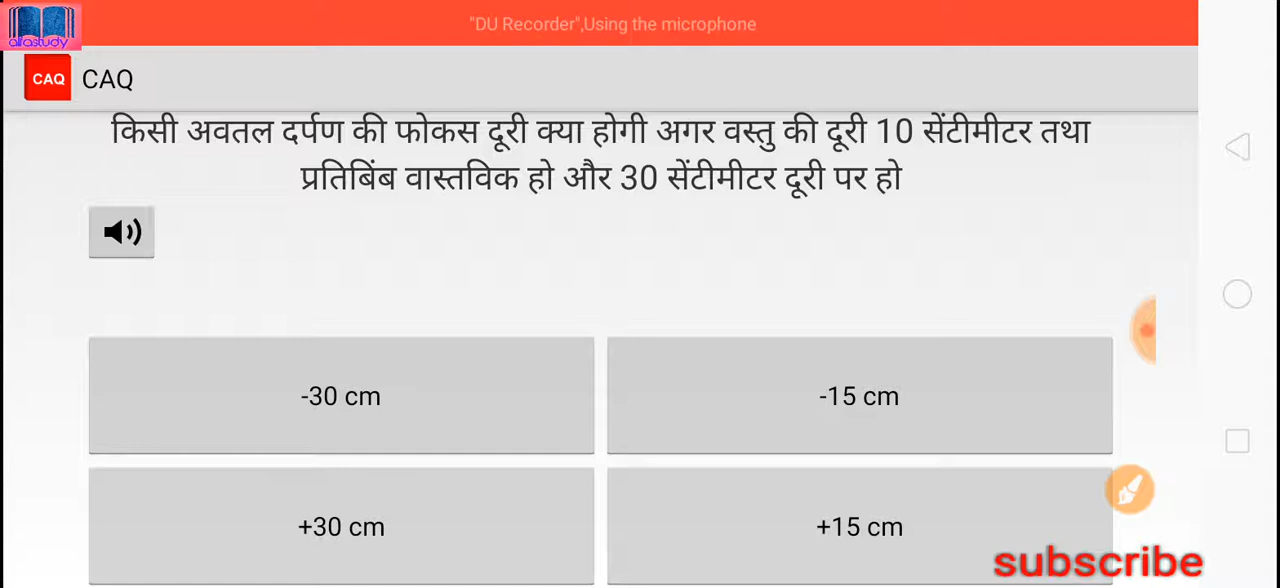 "DU Recorder",Using the microphone
alfastudy
CAQ CAQ
किसी अवतल दर्पण की फोकस दूरी क्या होगी अगर वस्तु की दूरी 10 सेंटीमीटर तथा
प्रतिबिंब वास्तविक हो और 30 सेंटीमीटर दूरी पर हो
-30 cm
-15 cm
+30 cm
+15 cm
subscribe